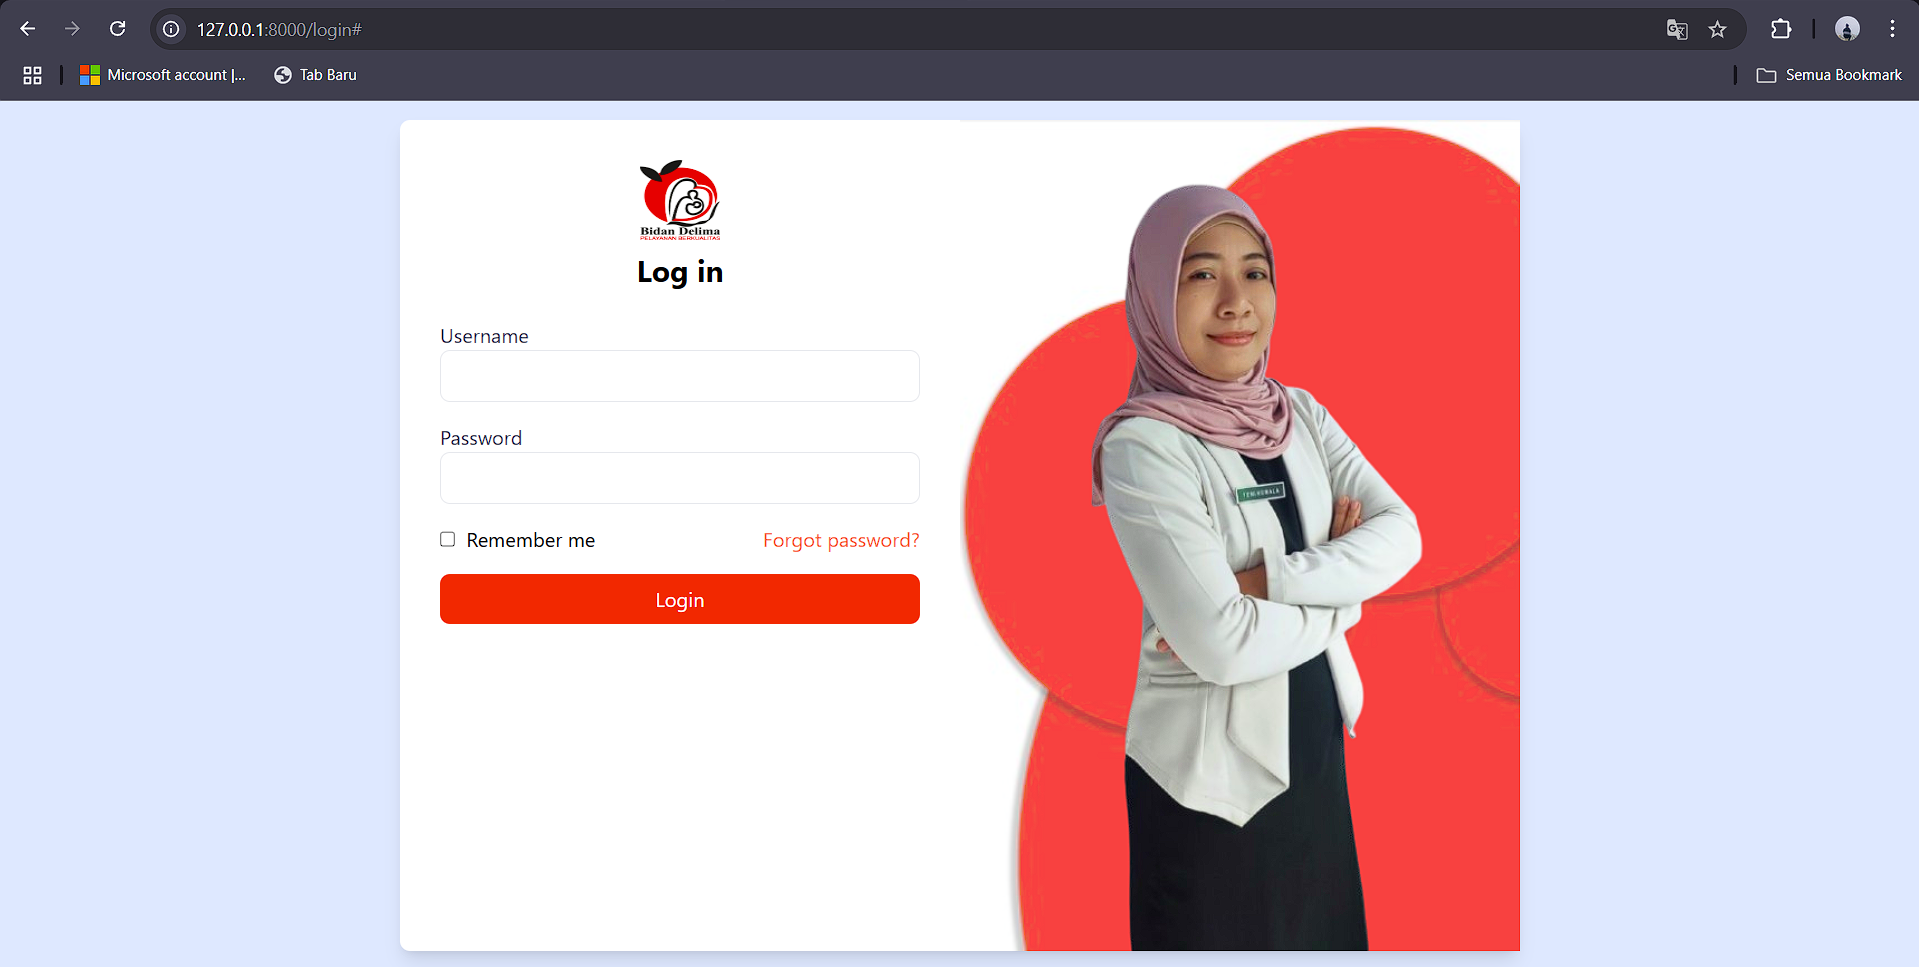 127.0.0.1:8000/login#
Microsoft account |...
Tab Baru
Semua Bookmark
Bidan Delima
PELAYANAN BERKUALITAS
Log in
Username
Password
Remember me
Forgot password?
Login